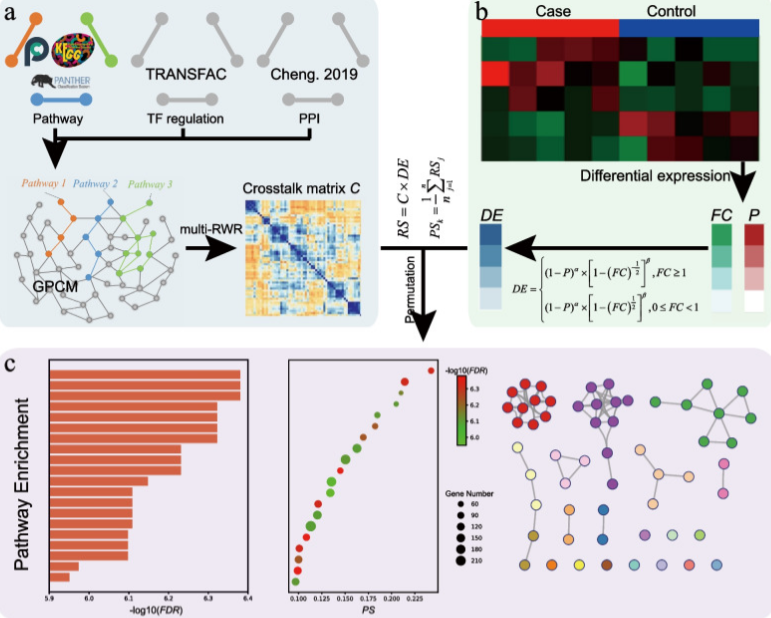 a
KEGG
PANTHER
Classification System
TRANSFAC
Cheng. 2019
Pathway
TF regulation
PPI
Pathway 1
Pathway 2
Pathway 3
GPCM
multi-RWR
Crosstalk matrix C
RS = C × DE
PS_k = 1/n ∑_{j=1}^{n} RS_j
Permutation
b
Case
Control
Differential expression
DE
FC
P
DE = { (1−P)^α × [1−(FC)^{-1/2}]^β, FC ≥ 1
(1−P)^α × [1−(FC)^{1/2}]^β, 0 ≤ FC < 1
c
Pathway Enrichment
5.9 6.0 6.1 6.2 6.3 6.4
-log10(FDR)
0.100 0.125 0.150 0.175 0.200 0.225
PS
-log10(FDR)
6.3
6.2
6.1
6.0
Gene Number
60
90
120
150
180
210